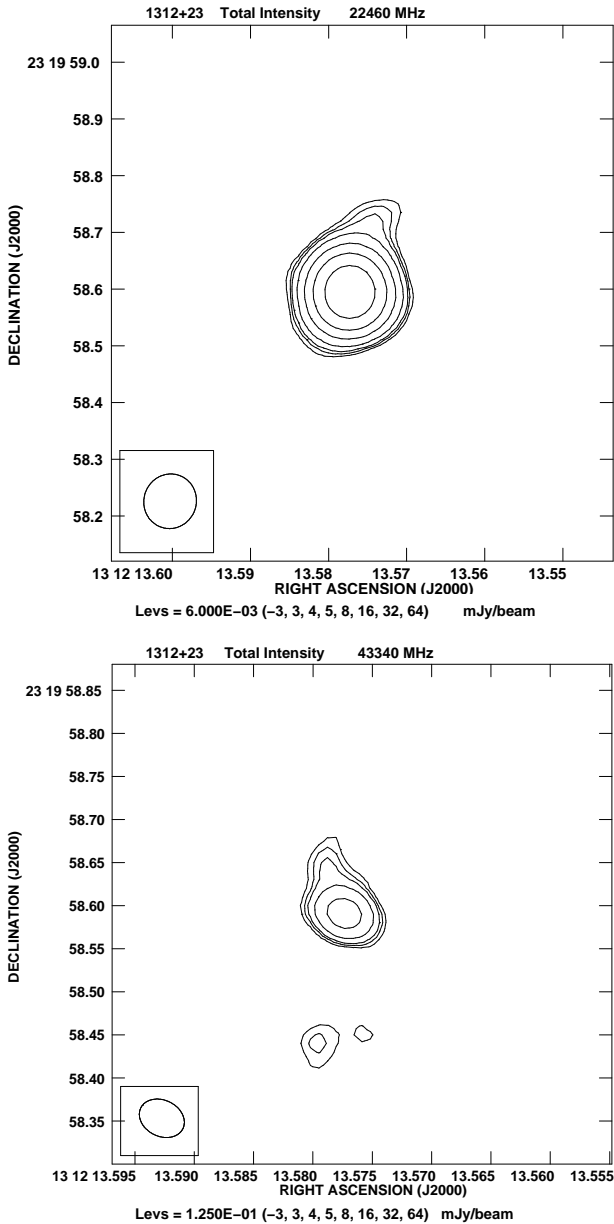 1312+23 Total Intensity 22460 MHz
23 19 59.0
58.9
58.8
58.7
58.6
58.5
58.4
58.3
58.2
DECLINATION (J2000)
13 12 13.60 13.59 13.58 13.57 13.56 13.55
RIGHT ASCENSION (J2000)
Levs = 6.000E-03 (-3, 3, 4, 5, 8, 16, 32, 64) mJy/beam
1312+23 Total Intensity 43340 MHz
23 19 58.85
58.80
58.75
58.70
58.65
58.60
58.55
58.50
58.45
58.40
58.35
DECLINATION (J2000)
13 12 13.595 13.590 13.585 13.580 13.575 13.570 13.565 13.560 13.555
RIGHT ASCENSION (J2000)
Levs = 1.250E-01 (-3, 3, 4, 5, 8, 16, 32, 64) mJy/beam